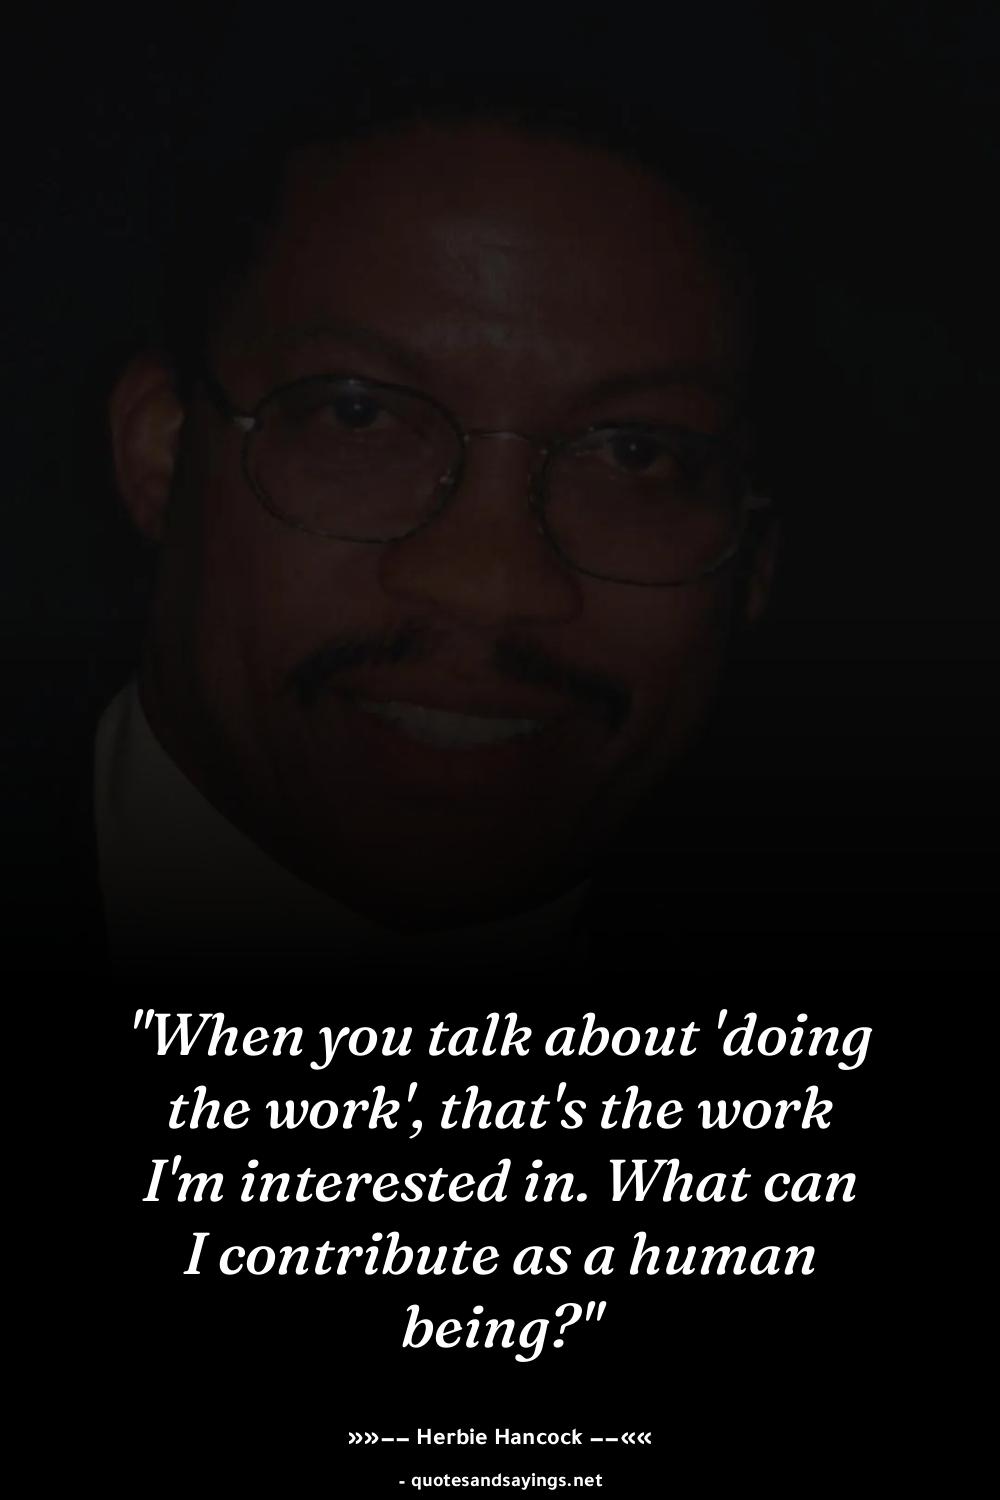 "When you talk about 'doing
the work', that's the work
I'm interested in. What can
I contribute as a human
being?"
»»−− Herbie Hancock −−««
- quotesandsayings.net